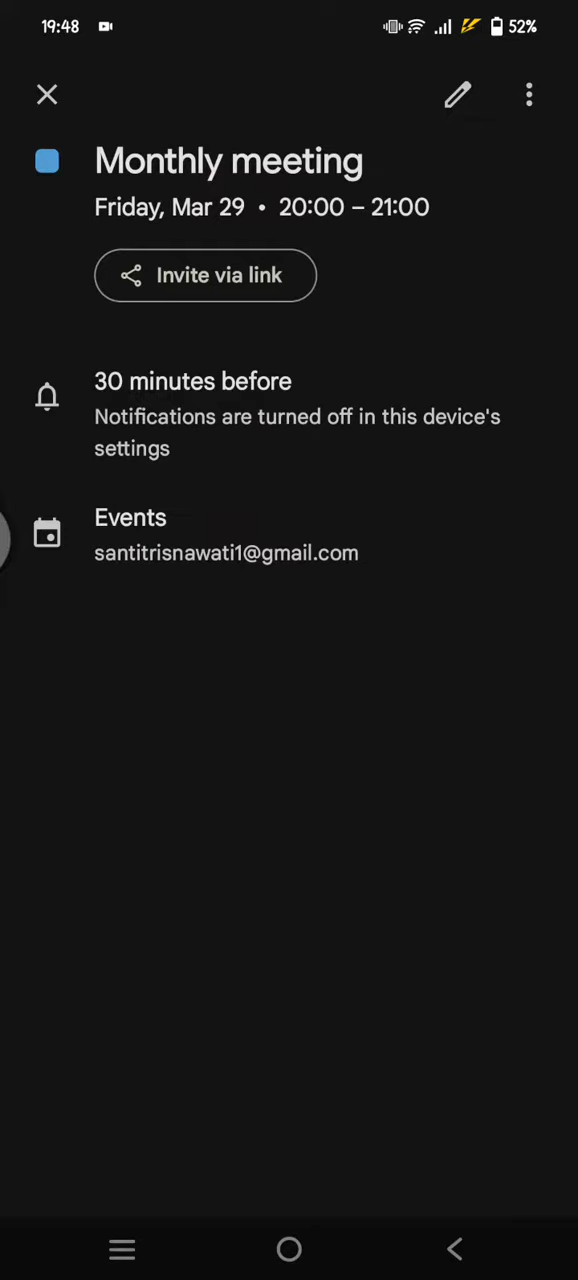 19:48 52%
Monthly meeting
Friday, Mar 29 • 20:00 – 21:00
Invite via link
30 minutes before
Notifications are turned off in this device's
settings
Events
santitrisnawati1@gmail.com